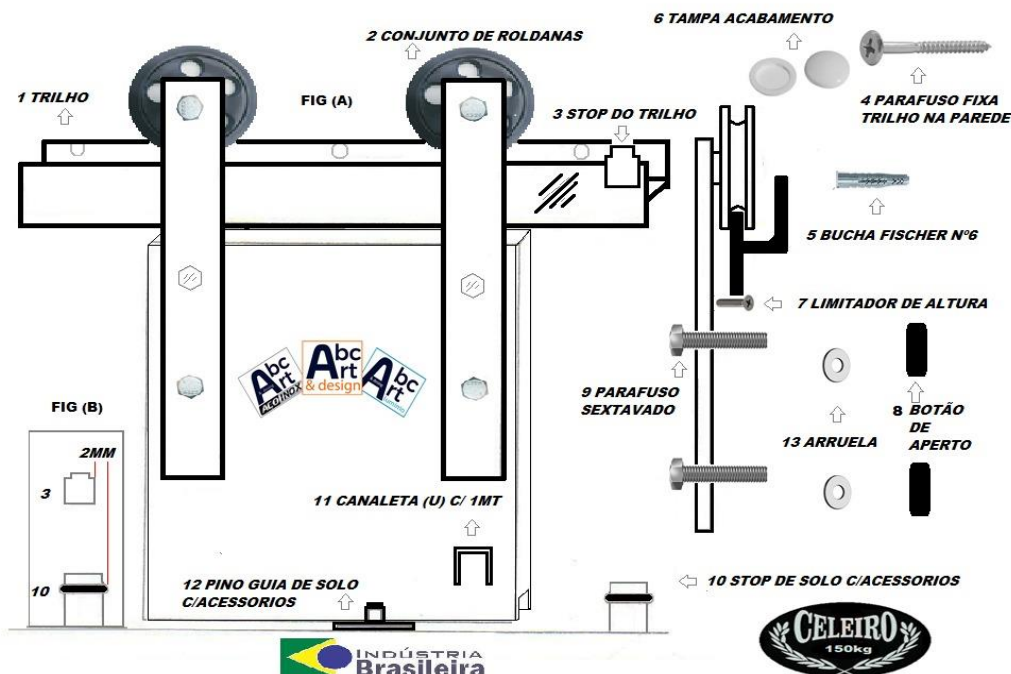 6 TAMPA ACABAMENTO
2 CONJUNTO DE ROLDANAS
1 TRILHO
FIG (A)
3 STOP DO TRILHO
4 PARAFUSO FIXA
TRILHO NA PAREDE
5 BUCHA FISCHER Nº6
7 LIMITADOR DE ALTURA
9 PARAFUSO
SEXTAVADO
13 ARRUELA
8 BOTÃO
DE
APERTO
Abc
Art
AÇO INOX
Abc
Art
& design
Abc
Art
FIG (B)
2MM
3
10
11 CANALETA (U) C/ 1MT
12 PINO GUIA DE SOLO
C/ACESSORIOS
10 STOP DE SOLO C/ACESSORIOS
CELEIRO
150kg
INDÚSTRIA
Brasileira